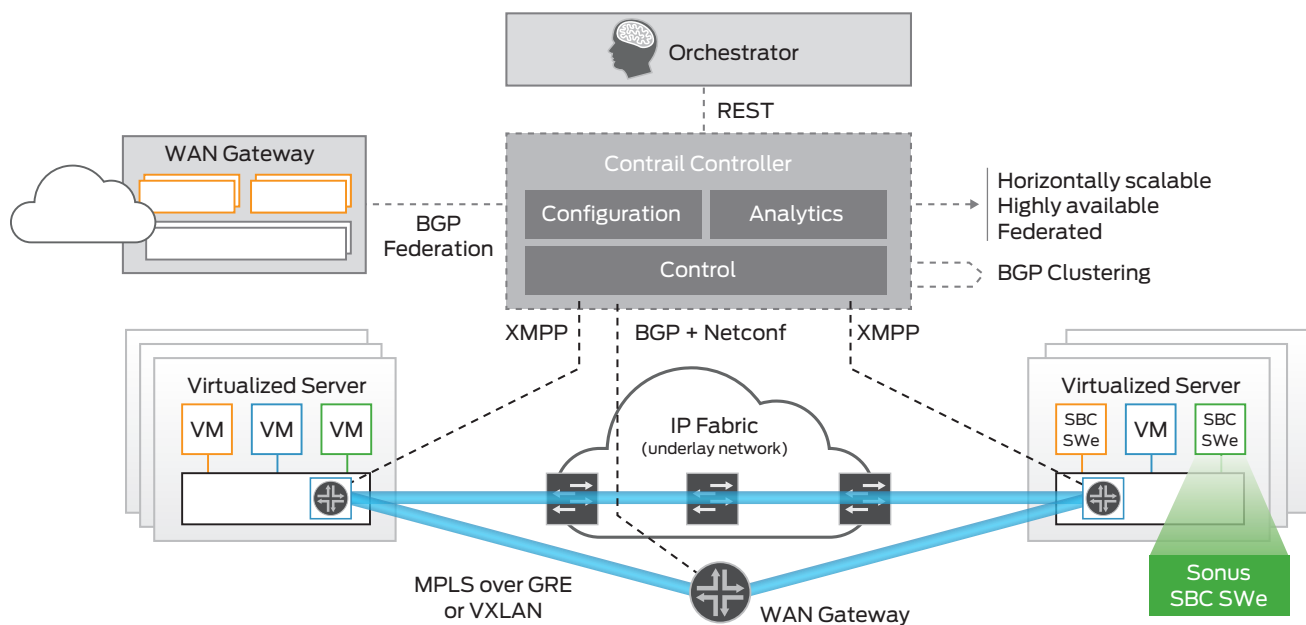 Orchestrator
REST
WAN Gateway
Contrail Controller
Configuration
Analytics
Control
BGP
Federation
Horizontally scalable
Highly available
Federated
BGP Clustering
XMPP
BGP + Netconf
XMPP
Virtualized Server
VM
VM
VM
IP Fabric
(underlay network)
Virtualized Server
SBC
SWe
VM
SBC
SWe
MPLS over GRE
or VXLAN
WAN Gateway
Sonus
SBC SWe